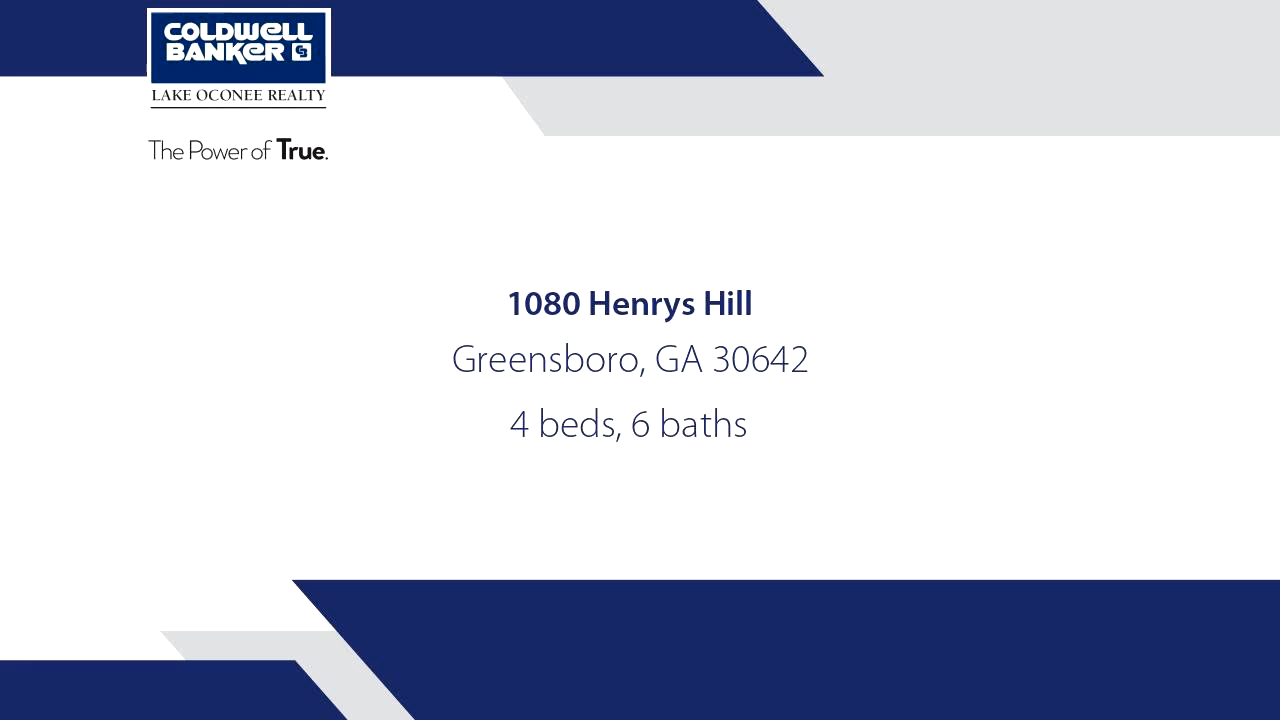 COLDWELL
BANKER CB
LAKE OCONEE REALTY
The Power of True.
1080 Henrys Hill
Greensboro, GA 30642
4 beds, 6 baths